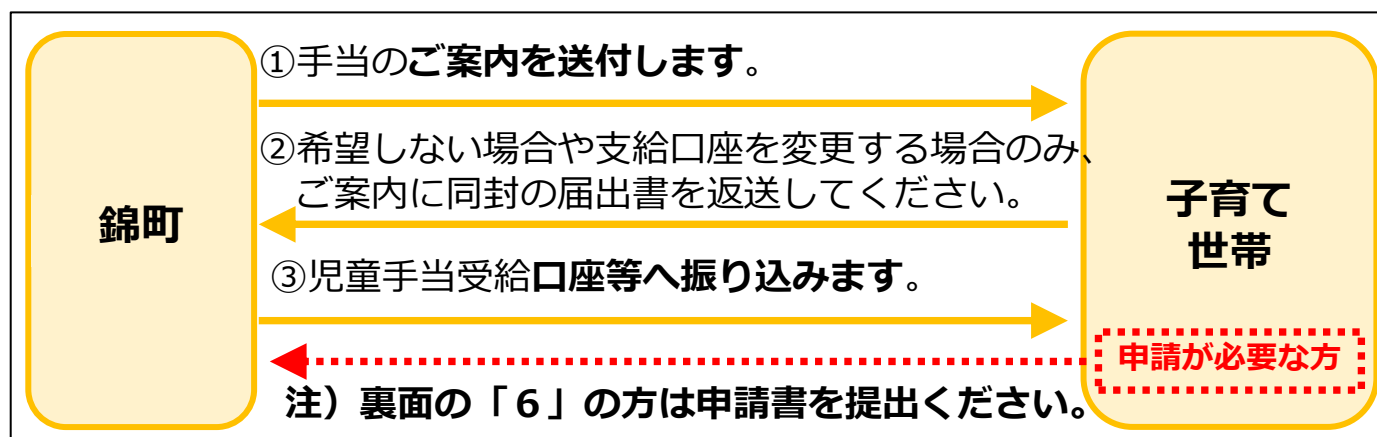 錦町
①手当のご案内を送付します。
②希望しない場合や支給口座を変更する場合のみ、
ご案内に同封の届出書を返送してください。
③児童手当受給口座等へ振り込みます。
子育て
世帯
申請が必要な方
注）裏面の「６」の方は申請書を提出ください。